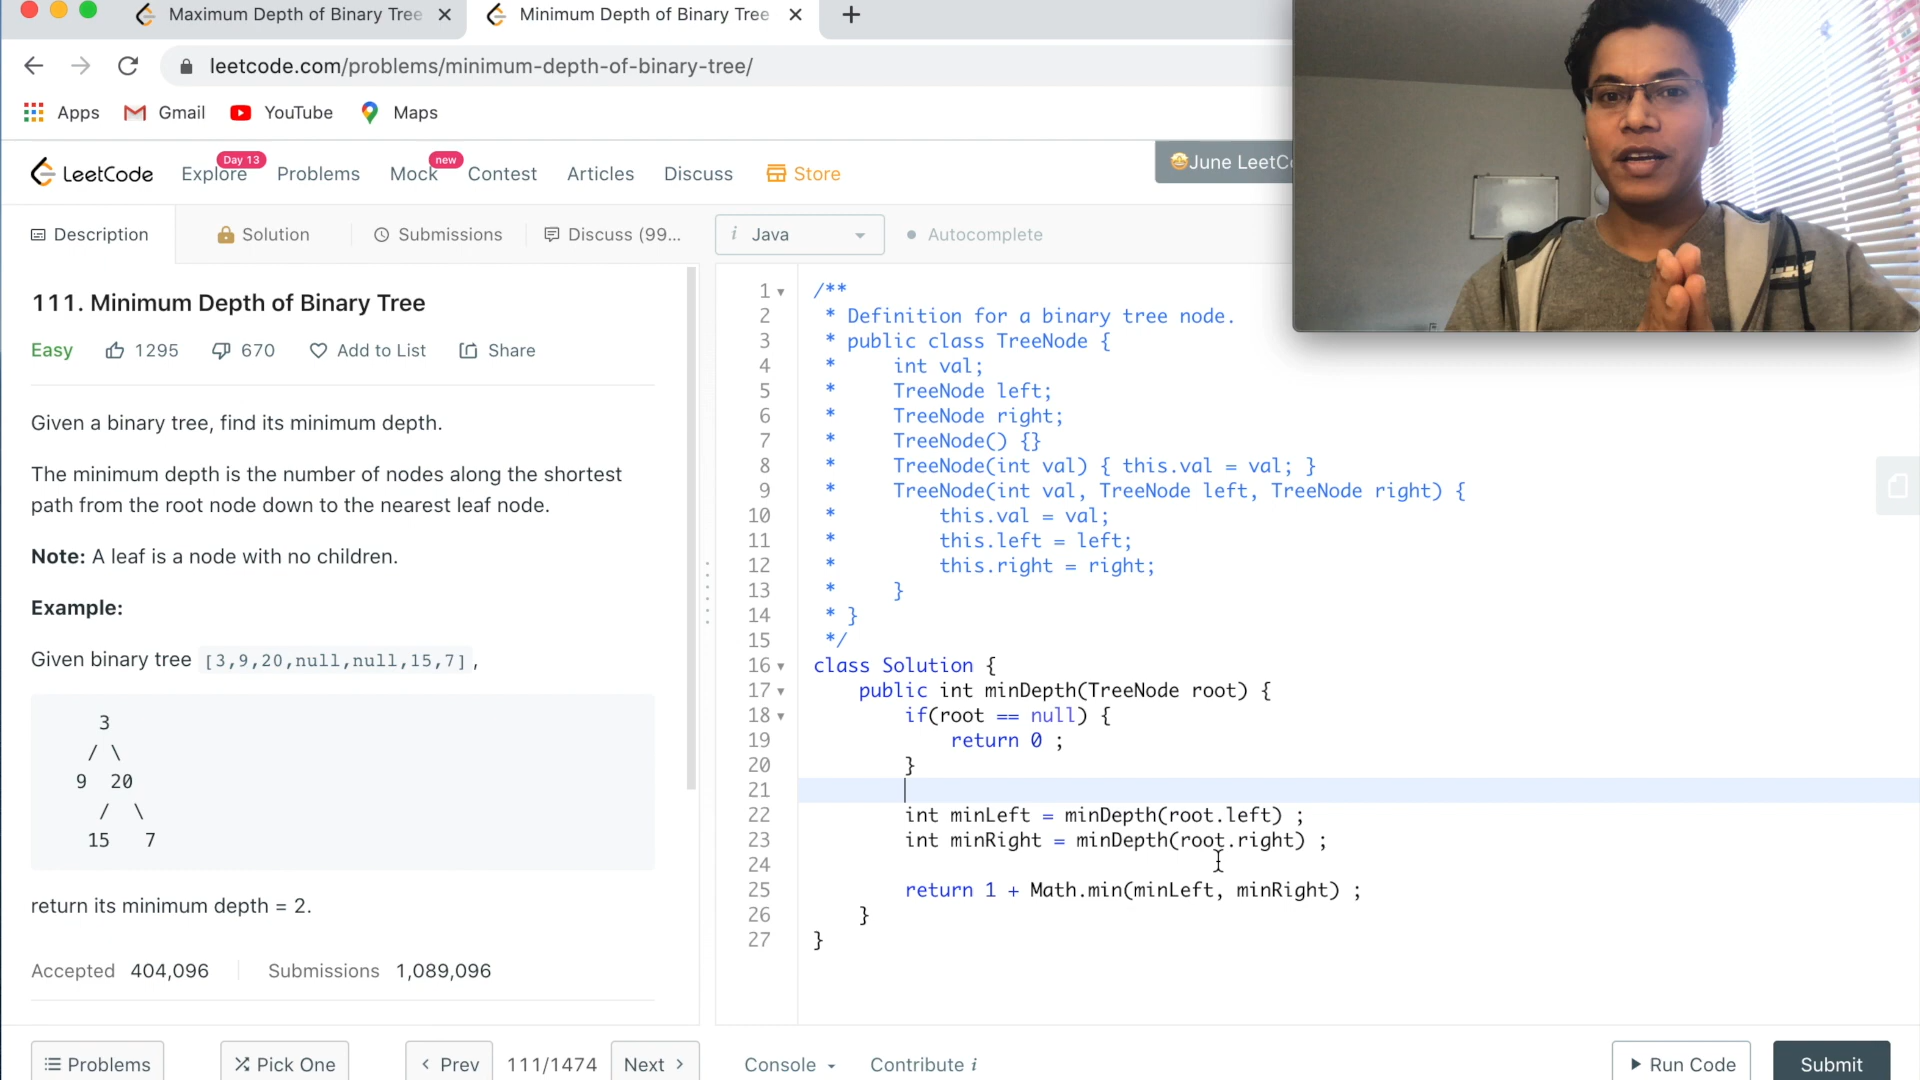 Maximum Depth of Binary Tree
Minimum Depth of Binary Tree
leetcode.com/problems/minimum-depth-of-binary-tree/
Apps Gmail YouTube Maps
LeetCode Explore Day 13 Problems Mock new Contest Articles Discuss Store
🤩June LeetCo
Description Solution Submissions Discuss (99... i Java Autocomplete
111. Minimum Depth of Binary Tree
Easy 1295 670 Add to List Share
Given a binary tree, find its minimum depth.
The minimum depth is the number of nodes along the shortest
path from the root node down to the nearest leaf node.
Note: A leaf is a node with no children.
Example:
Given binary tree [3,9,20,null,null,15,7],
3
/ \
9 20
/ \
15 7
return its minimum depth = 2.
Accepted 404,096 Submissions 1,089,096
1 /**
2 * Definition for a binary tree node.
3 * public class TreeNode {
4 * int val;
5 * TreeNode left;
6 * TreeNode right;
7 * TreeNode() {}
8 * TreeNode(int val) { this.val = val; }
9 * TreeNode(int val, TreeNode left, TreeNode right) {
10 * this.val = val;
11 * this.left = left;
12 * this.right = right;
13 * }
14 * }
15 */
16 class Solution {
17 public int minDepth(TreeNode root) {
18 if(root == null) {
19 return 0 ;
20 }
21
22 int minLeft = minDepth(root.left) ;
23 int minRight = minDepth(root.right) ;
24
25 return 1 + Math.min(minLeft, minRight) ;
26 }
27 }
Problems Pick One < Prev 111/1474 Next > Console Contribute i Run Code Submit